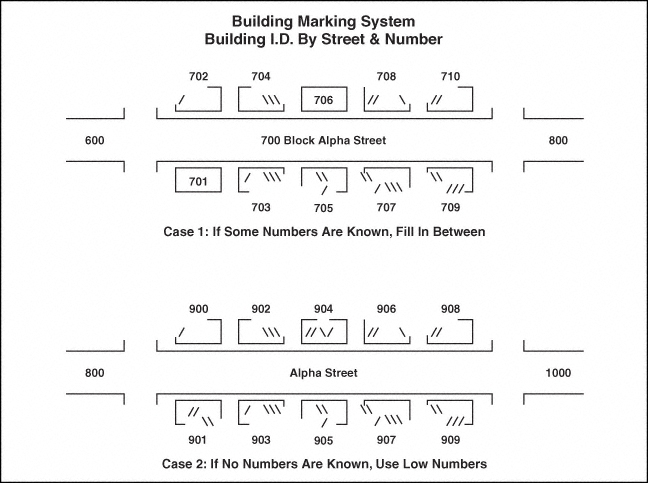 Building Marking System
Building I.D. By Street & Number
702 704 706 708 710
600 700 Block Alpha Street 800
701 703 705 707 709
Case 1: If Some Numbers Are Known, Fill In Between
900 902 904 906 908
800 Alpha Street 1000
901 903 905 907 909
Case 2: If No Numbers Are Known, Use Low Numbers